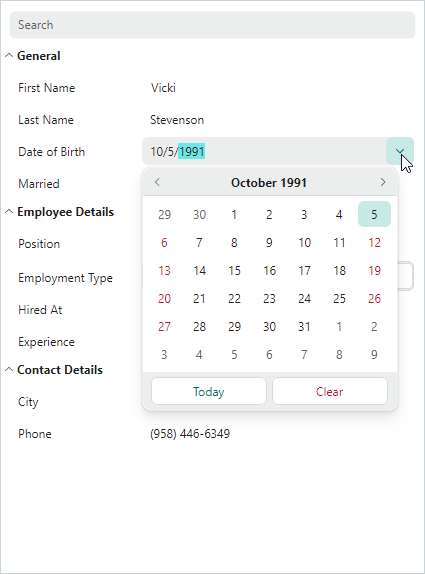 Search
General
First Name Vicki
Last Name Stevenson
Date of Birth 10/5/1991
Married
October 1991
Employee Details
29 30 1 2 3 4 5
Position
6 7 8 9 10 11 12
Employment Type
13 14 15 16 17 18 19
20 21 22 23 24 25 26
Hired At
27 28 29 30 31 1 2
Experience
3 4 5 6 7 8 9
Contact Details
Today Clear
City
Phone (958) 446-6349